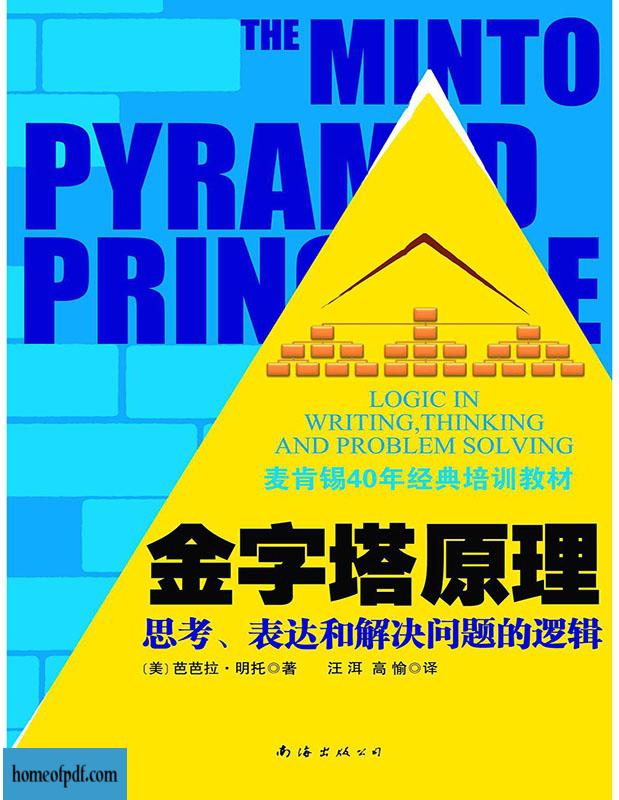 THE MINTO
PYRAMID
PRINCIPLE
LOGIC IN
WRITING,THINKING
AND PROBLEM SOLVING
麦肯锡40年经典培训教材
金字塔原理
思考、表达和解决问题的逻辑
(美)芭芭拉·明托◎著 汪洱 高愉◎译
南海出版公司
homeofpdf.com